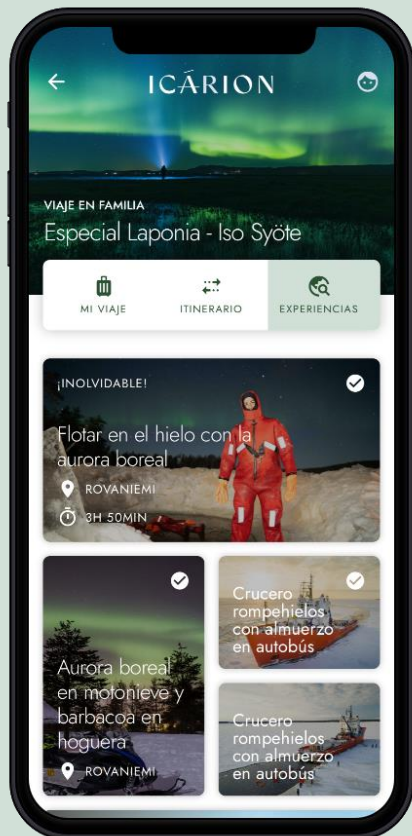 ICÁRION
VIAJE EN FAMILIA
Especial Laponia - Iso Syöte
MI VIAJE
ITINERARIO
EXPERIENCIAS
¡INOLVIDABLE!
Flotar en el hielo con la
aurora boreal
ROVANIEMI
3H 50MIN
Aurora boreal
en motonieve y
barbacoa en
hoguera
ROVANIEMI
Crucero
rompehielos
con almuerzo
en autobús
Crucero
rompehielos
con almuerzo
en autobús